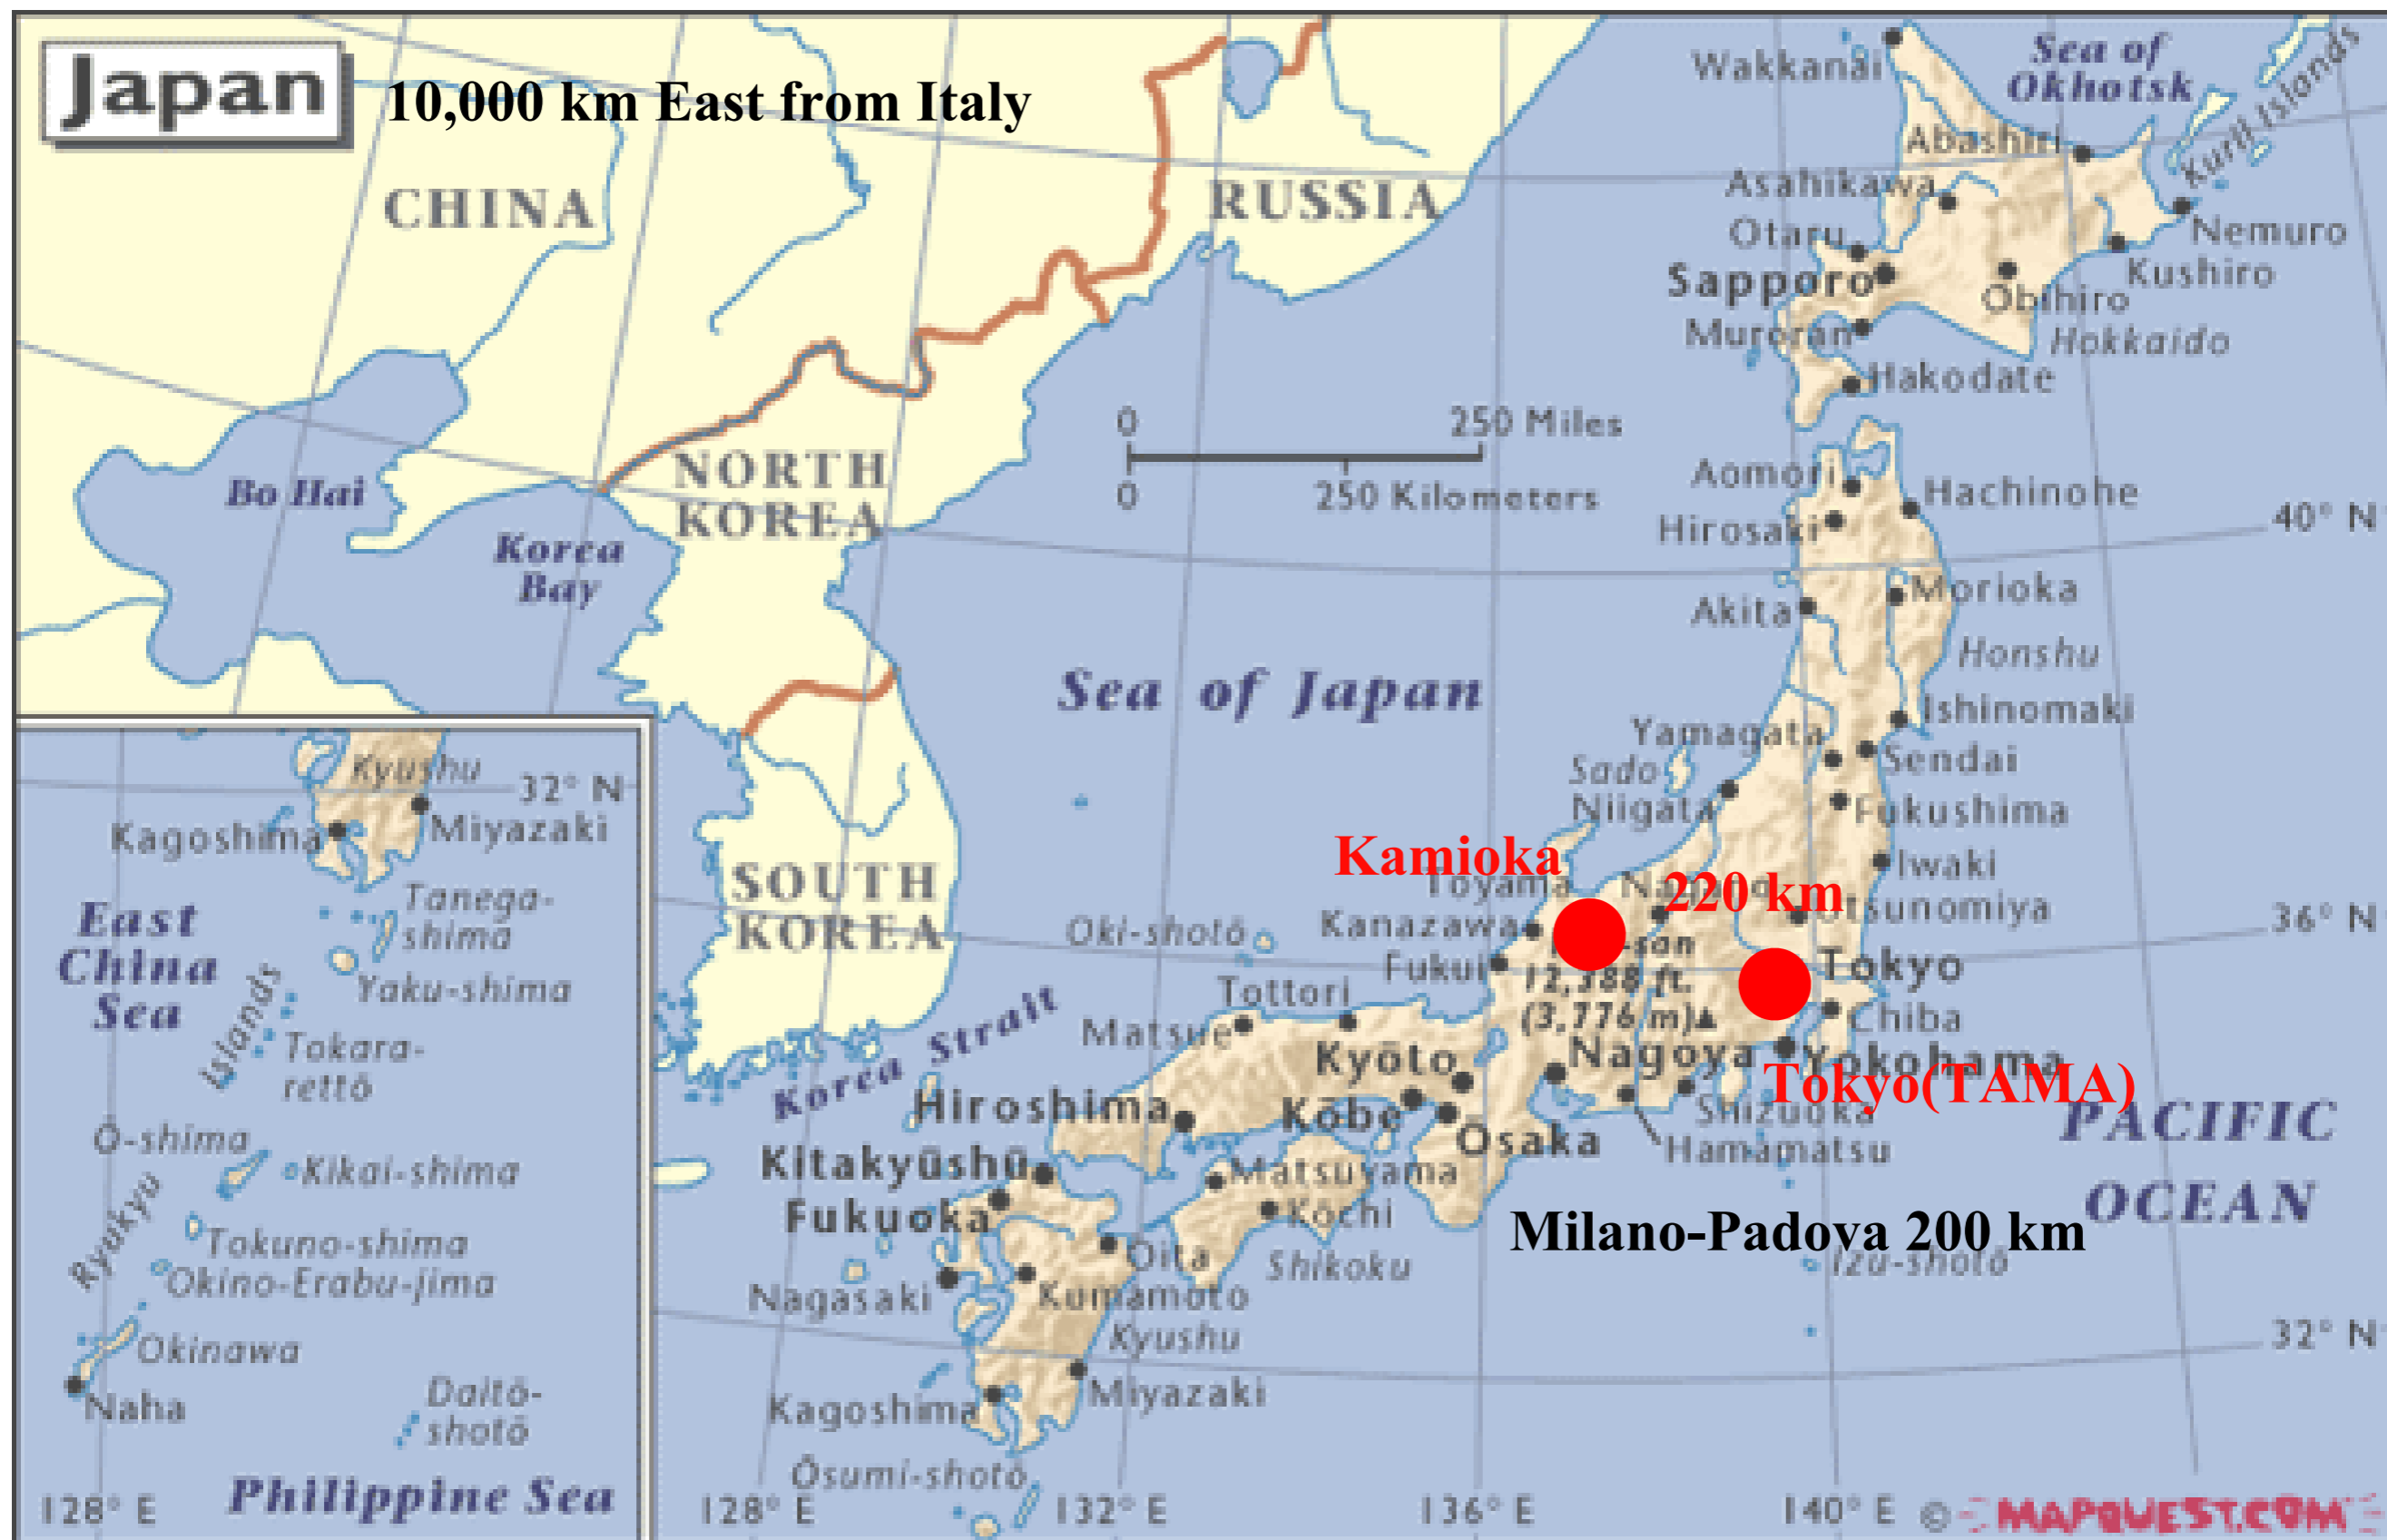 Japan
10,000 km East from Italy
CHINA
RUSSIA
Wakkanai
Sea of
Okhotsk
Kuril Islands
Abashiri
Asahikawa
Otaru
Nemuro
Sapporo
Kushiro
Obihiro
Muroran
Hokkaido
Hakodate
0
250 Miles
0
250 Kilometers
NORTH
KOREA
Bo Hai
Korea
Bay
Aomori
Hachinohe
Hirosaki
40° N
Morioka
Akita
Honshu
Sea of Japan
Ishinomaki
Yamagata
Sendai
Sado
Niigata
Fukushima
Kamioka
Toyama
220 km
Iwaki
SOUTH
KOREA
Oki-shotō
Kanazawa
36° N
-san
12,388 ft.
(3,776 m)
Fukui
Tokyo
Tottori
Chiba
Matsue
Korea Strait
Kyōto
Nagoya
Yokohama
Tokyo(TAMA)
Hiroshima
Kōbe
Shizuoka
PACIFIC
OCEAN
Osaka
Hamamatsu
Kitakyūshū
Matsuyama
Fukuoka
Kōchi
Milano-Padova 200 km
Ōita
Shikoku
Izu-shotō
Nagasaki
Kumamoto
Kyushu
32° N
Kagoshima
Miyazaki
Ōsumi-shotō
128° E
132° E
136° E
140° E
© MAPQUEST.COM
Kyushu
32° N
Kagoshima
Miyazaki
East
China
Sea
Tanega-
shima
Yaku-shima
Ryukyu Islands
Tokara-
rettō
Ō-shima
Kikai-shima
Tokuno-shima
Okino-Erabu-jima
Okinawa
Naha
Daitō-
shotō
Philippine Sea
128° E